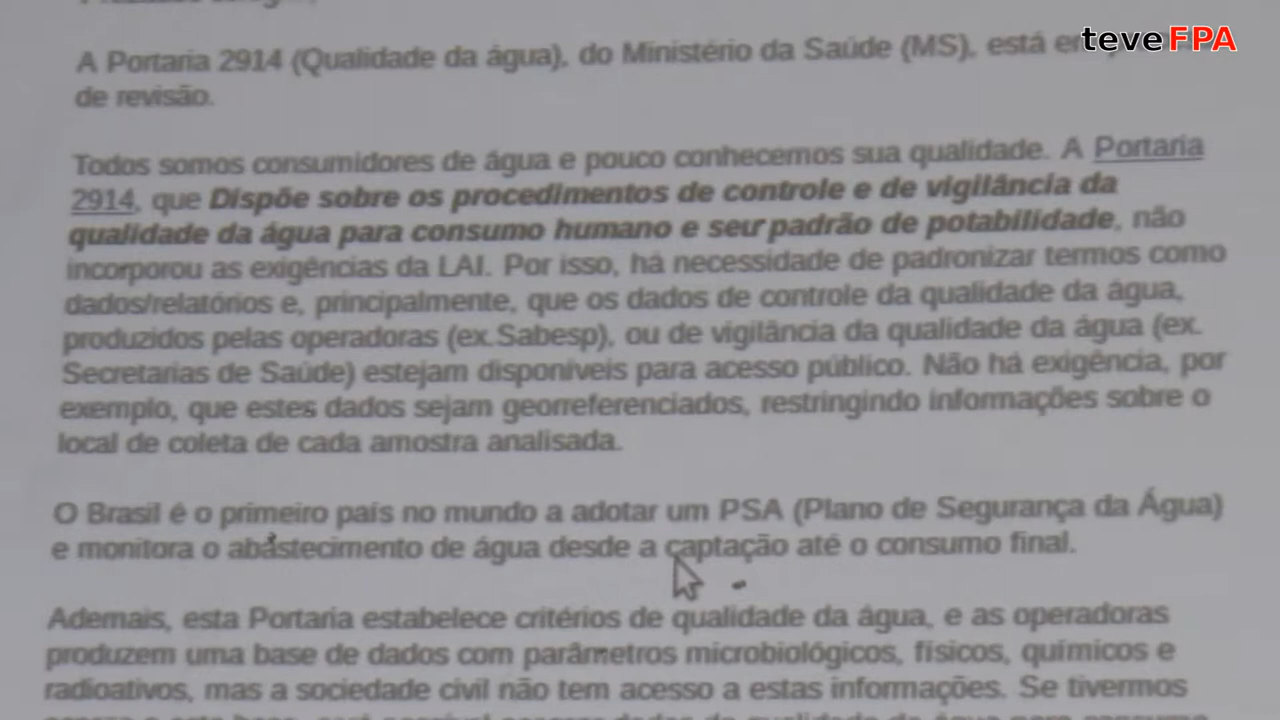 teveFPA
A Portaria 2914 (Qualidade da água), do Ministério da Saúde (MS), está em
de revisão.
Todos somos consumidores de água e pouco conhecemos sua qualidade. A Portaria
2914, que Dispõe sobre os procedimentos de controle e de vigilância da
qualidade da água para consumo humano e seu padrão de potabilidade, não
incorporou as exigências da LAI. Por isso, há necessidade de padronizar termos como
dados/relatórios e, principalmente, que os dados de controle da qualidade da água,
produzidos pelas operadoras (ex.Sabesp), ou de vigilância da qualidade da água (ex.
Secretarias de Saúde) estejam disponíveis para acesso público. Não há exigência, por
exemplo, que estes dados sejam georreferenciados, restringindo informações sobre o
local de coleta de cada amostra analisada.
O Brasil é o primeiro país no mundo a adotar um PSA (Plano de Segurança da Água)
e monitora o abastecimento de água desde a captação até o consumo final.
Ademais, esta Portaria estabelece critérios de qualidade da água, e as operadoras
produzem uma base de dados com parâmetros microbiológicos, físicos, químicos e
radioativos, mas a sociedade civil não tem acesso a estas informações. Se tivermos